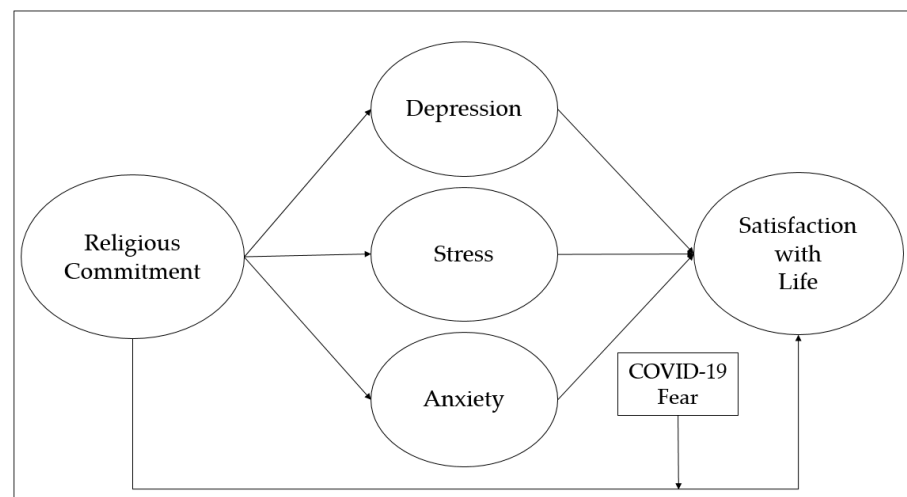 Depression
Religious
Commitment
Stress
Satisfaction
with
Life
Anxiety
COVID-19
Fear